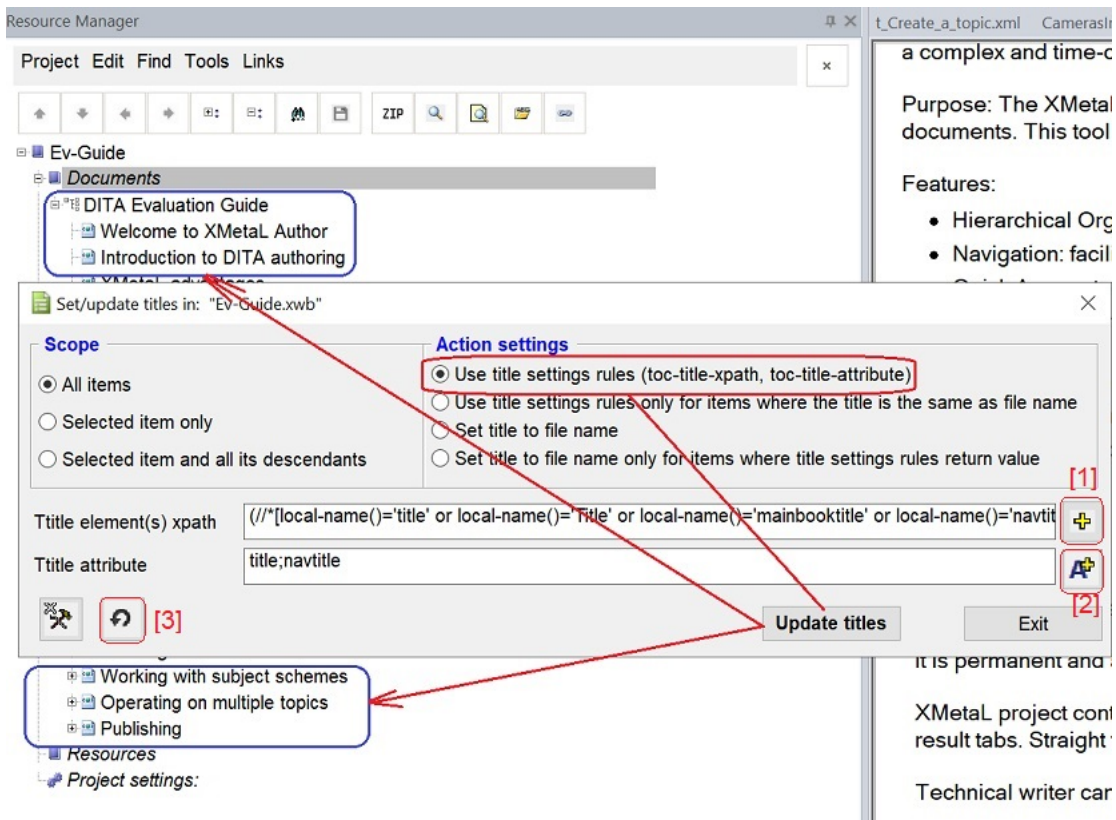 Resource Manager
t_Create_a_topic.xml
Project Edit Find Tools Links
a complex and
ZIP
Purpose: The
documents. This tool
Ev-Guide
Documents
Features:
DITA Evaluation Guide
Welcome to XMetaL Author
• Hierarchical
Introduction to DITA authoring
• Navigation:
XMetaL advantages
Set/update titles in: "Ev-Guide.xwb"
Scope
Action settings
All items
Use title settings rules (toc-title-xpath, toc-title-attribute)
Use title settings rules only for items where the title is the same as file name
Selected item only
Set title to file name
Selected item and all its descendants
Set title to file name only for items where title settings rules return value
[1]
Ttitle element(s) xpath
(//*[local-name()='title' or local-name()='Title' or local-name()='mainbooktitle' or local-name()='navtit
Ttitle attribute
title;navtitle
[2]
[3]
Update titles
Exit
it is permanent and
Working with subject schemes
Operating on multiple topics
XMetaL project
Publishing
result tabs. Straight
Resources
Project settings:
Technical writer